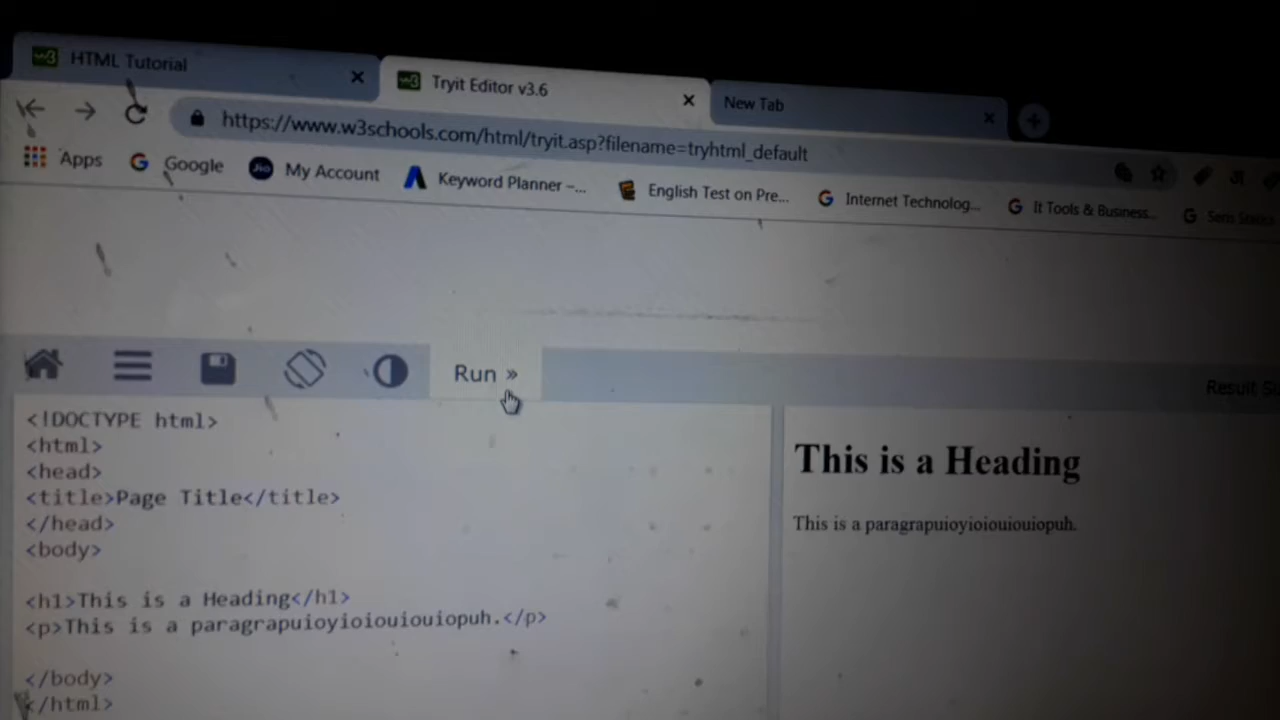 HTML Tutorial
Tryit Editor v3.6
New Tab
https://www.w3schools.com/html/tryit.asp?filename=tryhtml_default
Apps
Google
Jio
My Account
Keyword Planner –...
English Test on Pre...
Internet Technolog...
It Tools & Business...
Run »
Result
<!DOCTYPE html>
<html>
<head>
<title>Page Title</title>
</head>
<body>
<h1>This is a Heading</h1>
<p>This is a paragrapuioyioiouiouiopuh.</p>
</body>
</html>
This is a Heading
This is a paragrapuioyioiouiouiopuh.